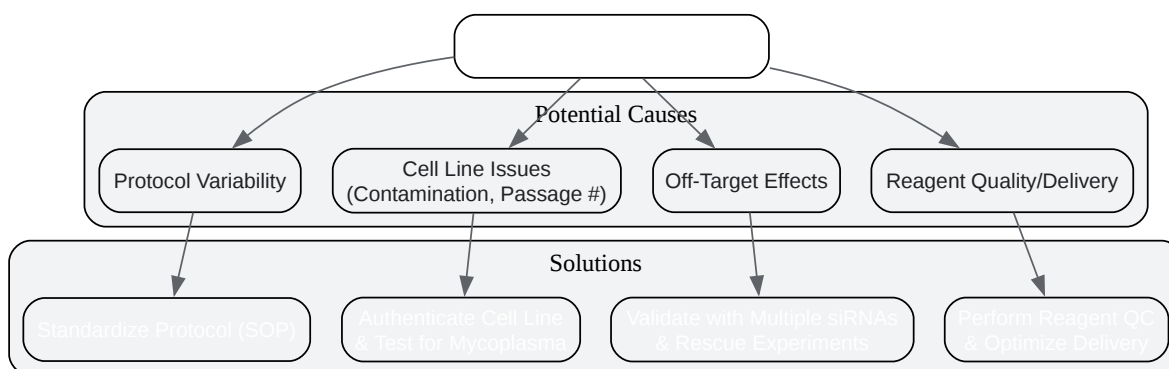 Potential Causes
Protocol Variability
Cell Line Issues
(Contamination, Passage #)
Off-Target Effects
Reagent Quality/Delivery
Solutions
Standardize Protocol (SOP)
Authenticate Cell Line
& Test for Mycoplasma
Validate with Multiple siRNAs
& Rescue Experiments
Perform Reagent QC
& Optimize Delivery